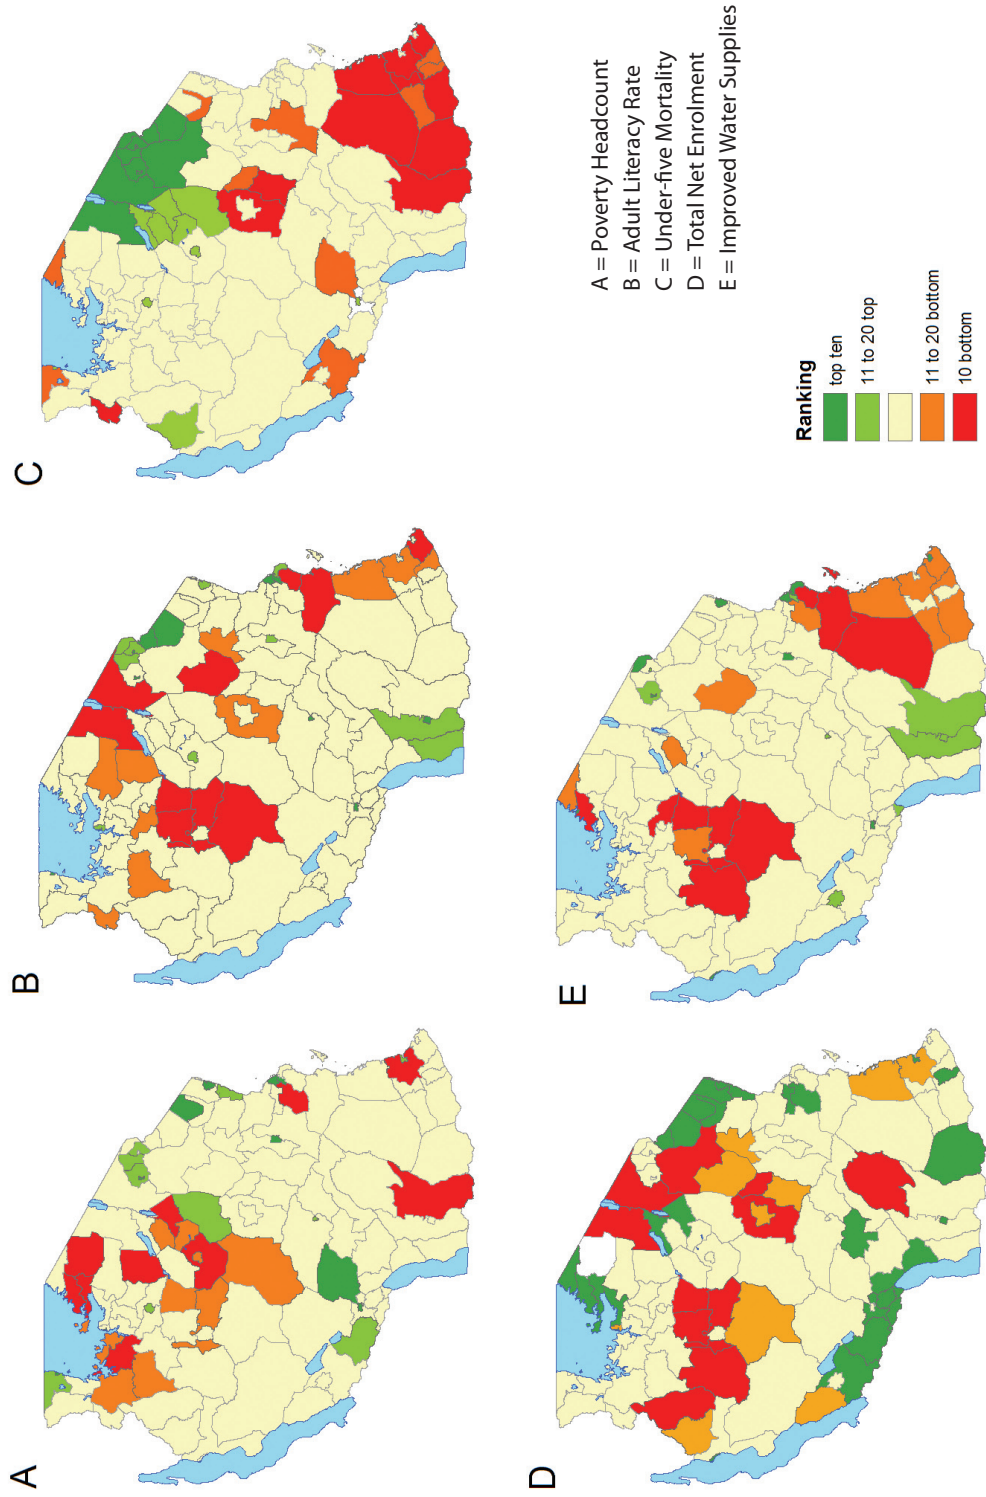 A
B
C
D
E
A = Poverty Headcount
B = Adult Literacy Rate
C = Under-five Mortality
D = Total Net Enrolment
E = Improved Water Supplies
Ranking
top ten
11 to 20 top
11 to 20 bottom
10 bottom